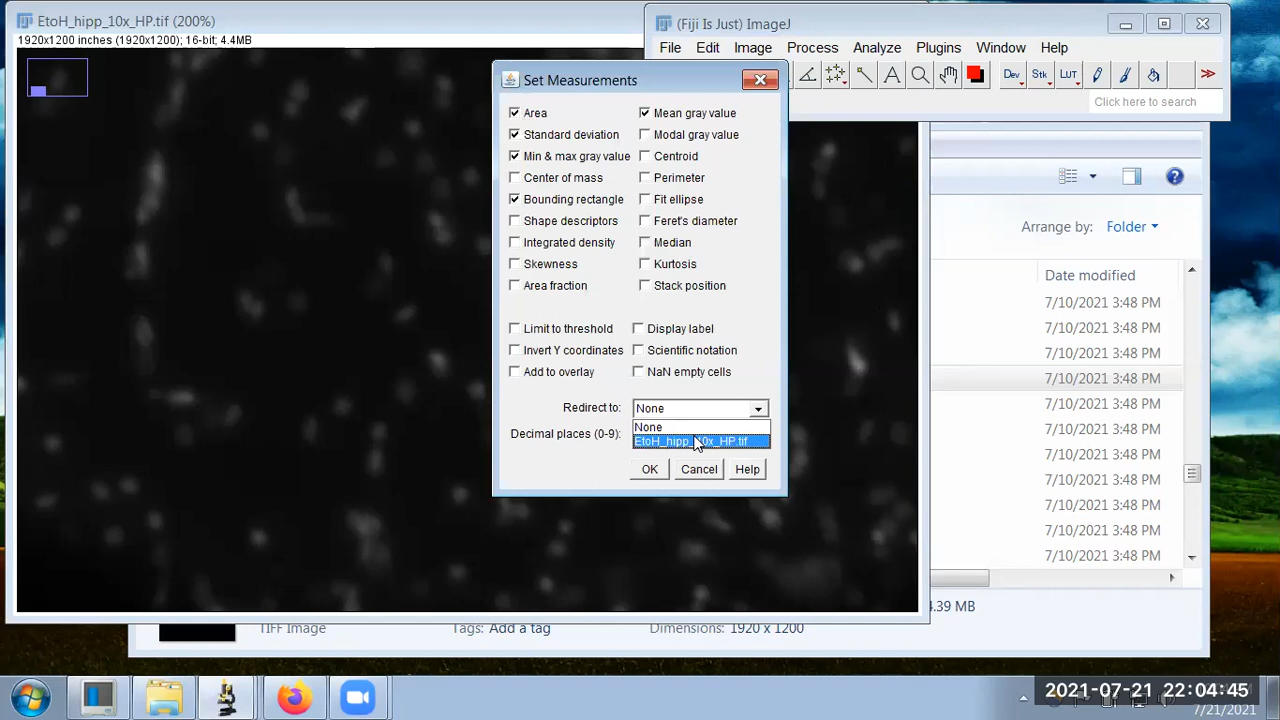 EtoH_hipp_10x_HP.tif (200%)
1920x1200 inches (1920x1200); 16-bit; 4.4MB
(Fiji Is Just) ImageJ
File Edit Image Process Analyze Plugins Window Help
Dev Stk LUT
Click here to search
Set Measurements
Area Mean gray value
Standard deviation Modal gray value
Min & max gray value Centroid
Center of mass Perimeter
Bounding rectangle Fit ellipse
Shape descriptors Feret's diameter
Integrated density Median
Skewness Kurtosis
Area fraction Stack position
Limit to threshold Display label
Invert Y coordinates Scientific notation
Add to overlay NaN empty cells
Redirect to: None
None
Decimal places (0-9): EtoH_hipp_10x_HP.tif
OK Cancel Help
Arrange by: Folder
Date modified
7/10/2021 3:48 PM
7/10/2021 3:48 PM
7/10/2021 3:48 PM
7/10/2021 3:48 PM
7/10/2021 3:48 PM
7/10/2021 3:48 PM
7/10/2021 3:48 PM
7/10/2021 3:48 PM
7/10/2021 3:48 PM
7/10/2021 3:48 PM
7/10/2021 3:48 PM
4.39 MB
TIFF Image Tags: Add a tag Dimensions: 1920 x 1200
2021-07-21 22:04:45
7/21/2021